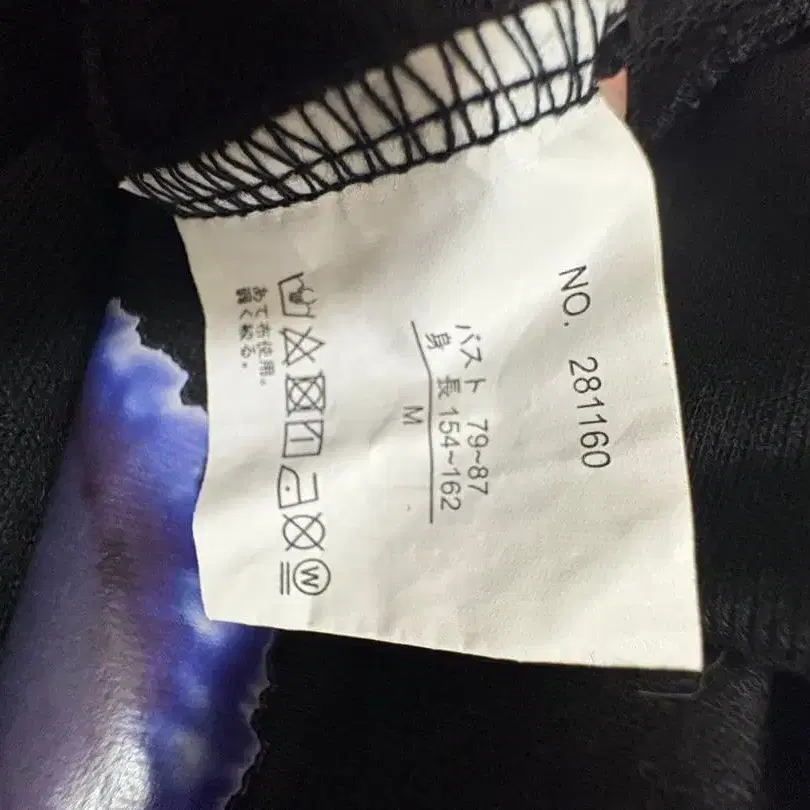 NO. 281160
バスト 79~87
身 長 154~162
M
あて布使用。
弱く絞る。